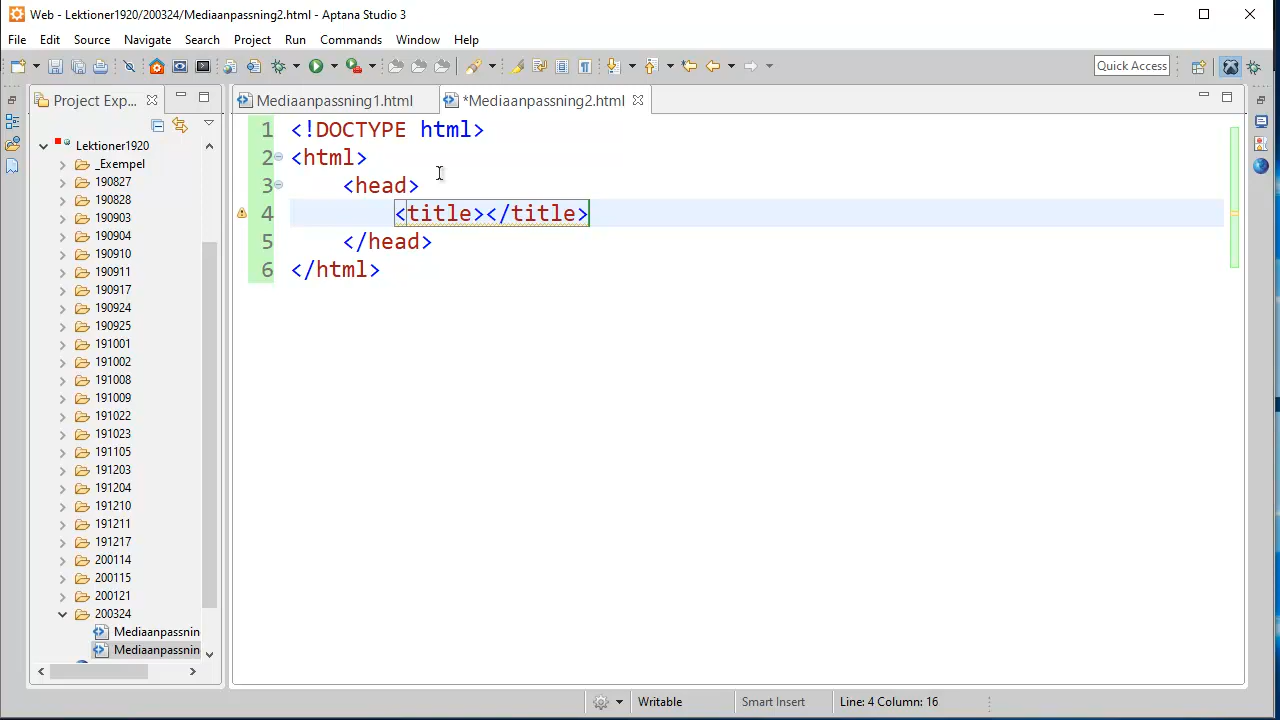 Web - Lektioner1920/200324/Mediaanpassning2.html - Aptana Studio 3
File Edit Source Navigate Search Project Run Commands Window Help
Quick Access
Project Exp...
Mediaanpassning1.html
*Mediaanpassning2.html
Lektioner1920
_Exempel
190827
190828
190903
190904
190910
190911
190917
190924
190925
191001
191002
191008
191009
191022
191023
191105
191203
191204
191210
191211
191217
200114
200115
200121
200324
Mediaanpassnin
Mediaanpassnin
1 <!DOCTYPE html>
2 <html>
3 <head>
4 <title></title>
5 </head>
6 </html>
Writable
Smart Insert
Line: 4 Column: 16